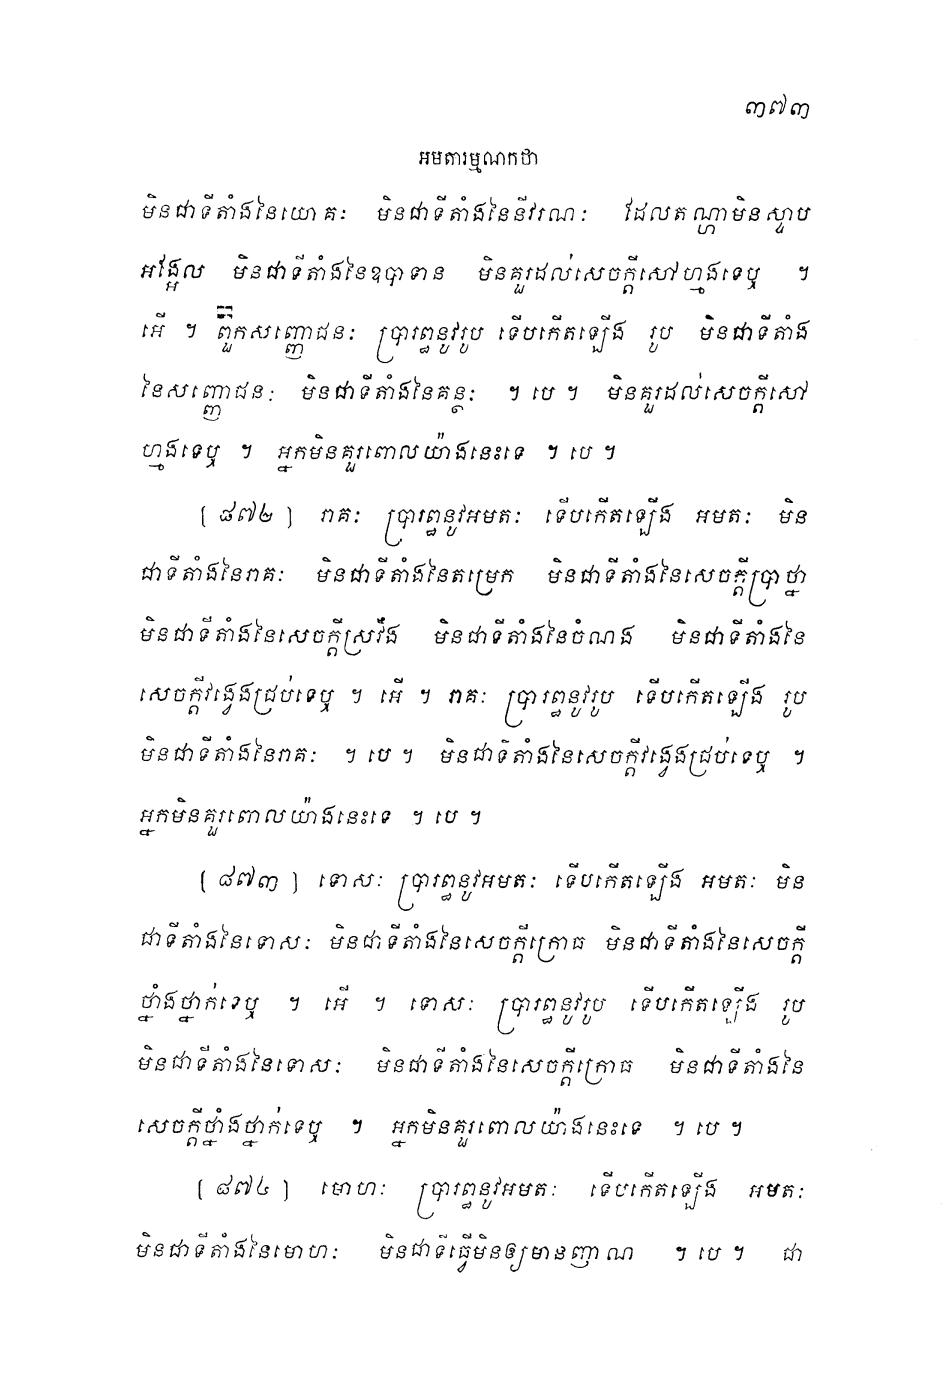 ៣៧៣
អមតារម្មណកថា
មិនជាទីតាំងនៃយោគៈ មិនជាទីតាំងនៃនីវរណៈ ដែលតណ្ហាមិនស្ទាប
អង្អែល មិនជាទីតាំងនៃឧបាទាន មិនគួរដល់សេចក្តីសៅហ្មងទេឬ ។
អើ ។ ពួកសញ្ញោជនៈ ប្រារព្ធនូវរូប ទើបកើតឡើង រូប មិនជាទីតាំង
នៃសញ្ញោជនៈ មិនជាទីតាំងនៃគន្ថៈ ។ បេ ។ មិនគួរដល់សេចក្តីសៅ
ហ្មងទេឬ ។ អ្នកមិនគួរពោលយ៉ាងនេះទេ ។ បេ ។
(៨៧២) រាគៈ ប្រារព្ធនូវអមតៈ ទើបកើតឡើង អមតៈ មិន
ជាទីតាំងនៃរាគៈ មិនជាទីតាំងនៃតម្រេក មិនជាទីតាំងនៃសេចក្តីប្រាថ្នា
មិនជាទីតាំងនៃសេចក្តីស្រវឹង មិនជាទីតាំងនៃចំណង មិនជាទីតាំងនៃ
សេចក្តីវង្វេងជ្រប់ទេឬ ។ អើ ។ រាគៈ ប្រារព្ធនូវរូប ទើបកើតឡើង រូប
មិនជាទីតាំងនៃរាគៈ ។ បេ ។ មិនជាទីតាំងនៃសេចក្តីវង្វេងជ្រប់ទេឬ ។
អ្នកមិនគួរពោលយ៉ាងនេះទេ ។ បេ ។
(៨៧៣) ទោសៈ ប្រារព្ធនូវអមតៈ ទើបកើតឡើង អមតៈ មិន
ជាទីតាំងនៃទោសៈ មិនជាទីតាំងនៃសេចក្តីក្រោធ មិនជាទីតាំងនៃសេចក្តី
ថ្នាំងថ្នាក់ទេឬ ។ អើ ។ ទោសៈ ប្រារព្ធនូវរូប ទើបកើតឡើង រូប
មិនជាទីតាំងនៃទោសៈ មិនជាទីតាំងនៃសេចក្តីក្រោធ មិនជាទីតាំងនៃ
សេចក្តីថ្នាំងថ្នាក់ទេឬ ។ អ្នកមិនគួរពោលយ៉ាងនេះទេ ។ បេ ។
(៨៧៤) មោហៈ ប្រារព្ធនូវអមតៈ ទើបកើតឡើង អមតៈ
មិនជាទីតាំងនៃមោហៈ មិនជាទីធ្វើមិនឲ្យមានញាណ ។ បេ ។ ជា